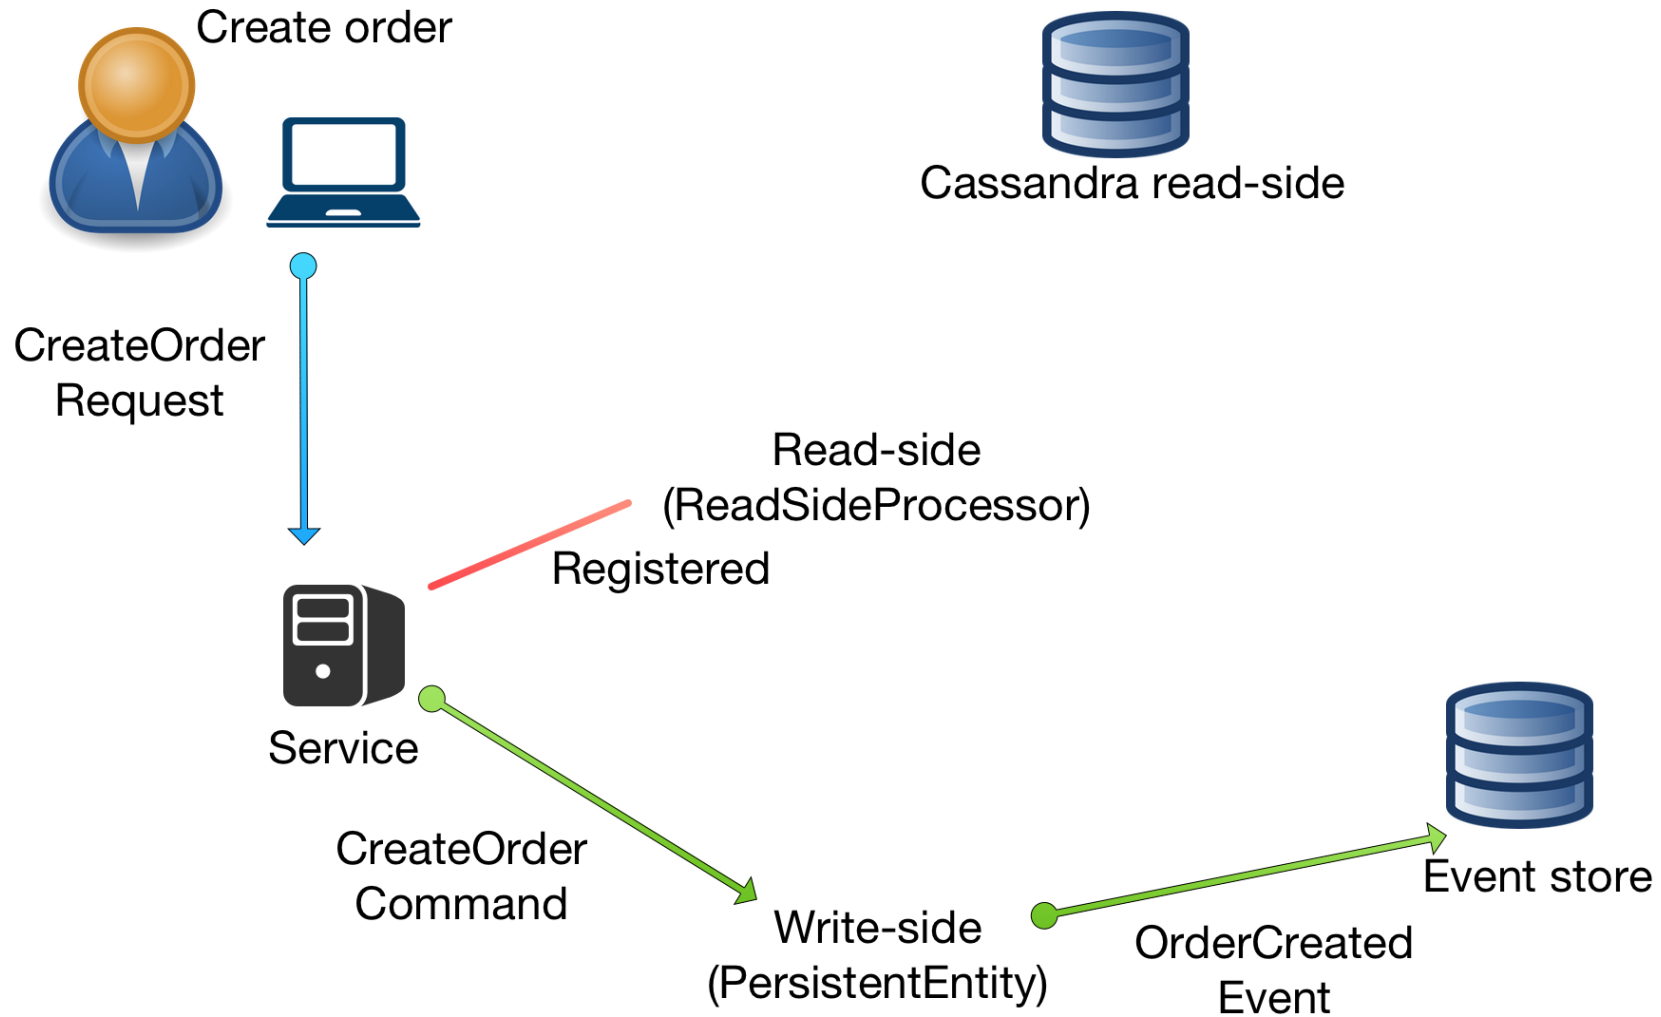 Create order
Cassandra read-side
CreateOrder
Request
Read-side
(ReadSideProcessor)
Registered
Service
CreateOrder
Command
Write-side
(PersistentEntity)
Event store
OrderCreated
Event